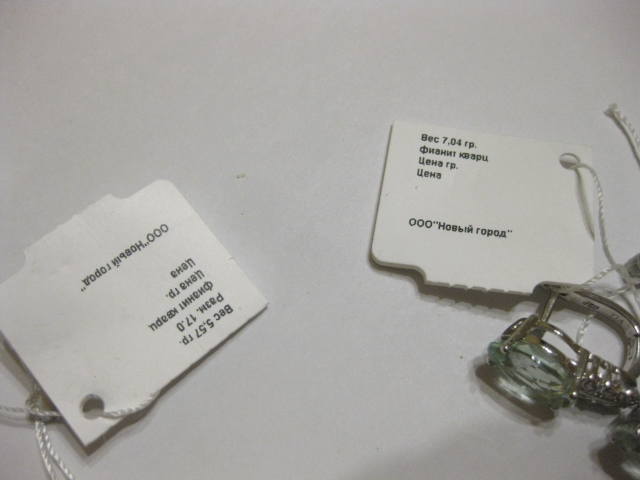 Вес 5,57 гр.
Разм. 17,0
фианит кварц
Цена гр.
Цена
ООО"Новый город"
Вес 7,04 гр.
фианит кварц
Цена гр.
Цена
ООО"Новый город"